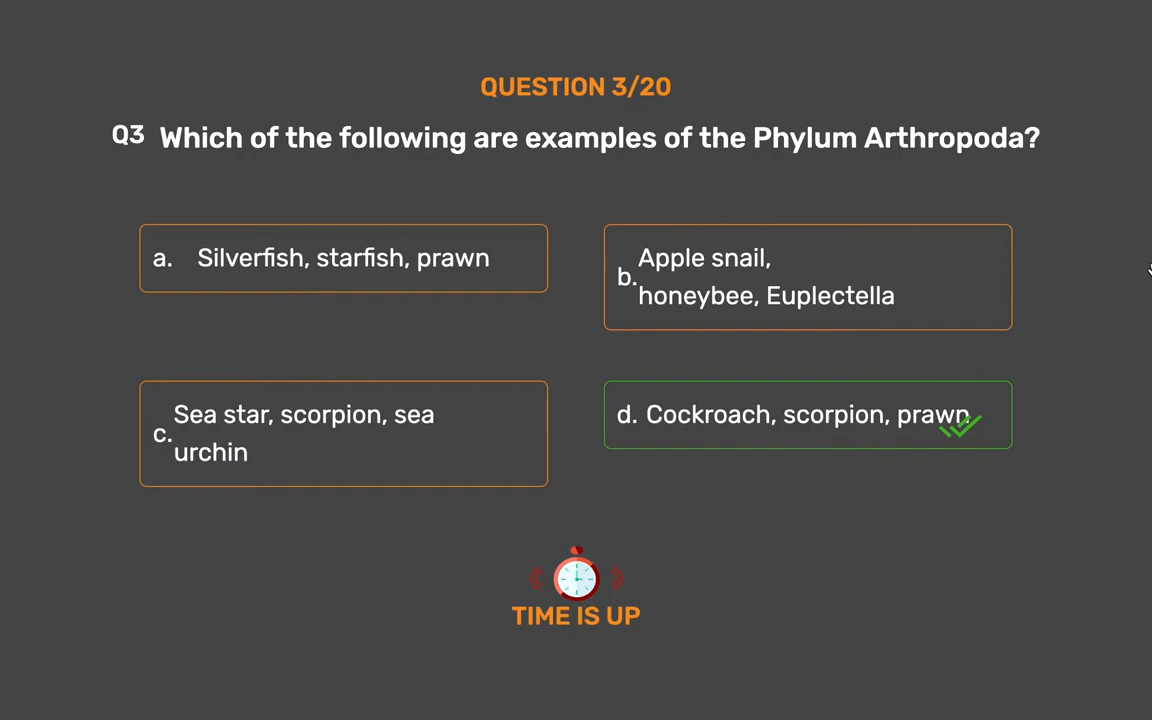 QUESTION 3/20
Q3 Which of the following are examples of the Phylum Arthropoda?
a. Silverfish, starfish, prawn
b. Apple snail,
honeybee, Euplectella
c. Sea star, scorpion, sea
urchin
d. Cockroach, scorpion, prawn.
TIME IS UP